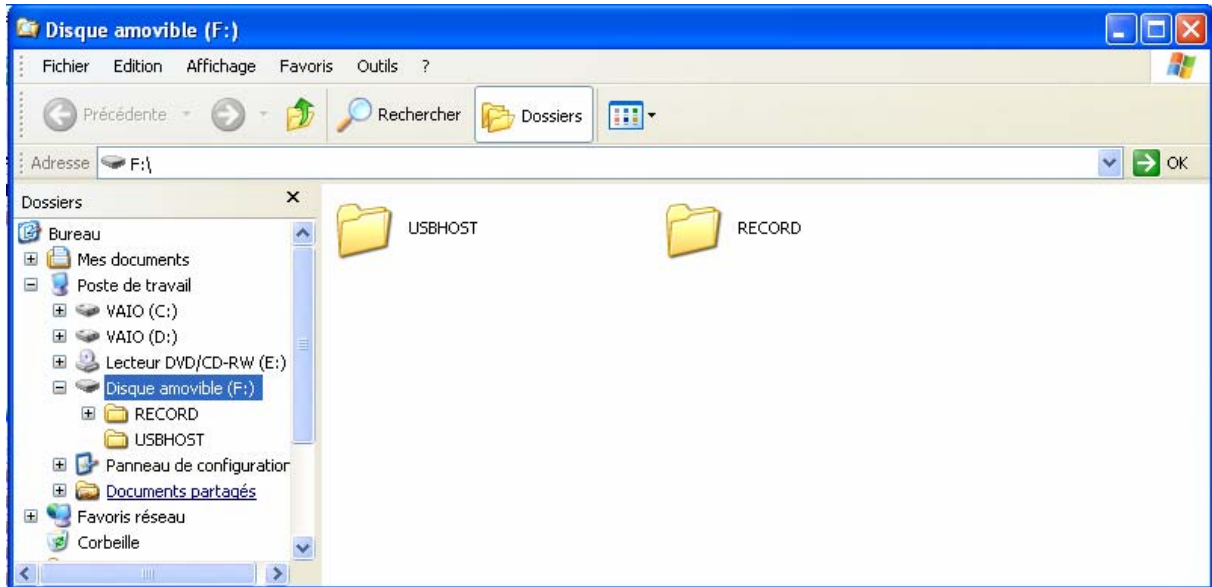 Disque amovible (F:)
Fichier Edition Affichage Favoris Outils ?
Précédente Rechercher Dossiers
Adresse F:\ OK
Dossiers
Bureau
Mes documents
Poste de travail
VAIO (C:)
VAIO (D:)
Lecteur DVD/CD-RW (E:)
Disque amovible (F:)
RECORD
USBHOST
Panneau de configuration
Documents partagés
Favoris réseau
Corbeille
USBHOST RECORD